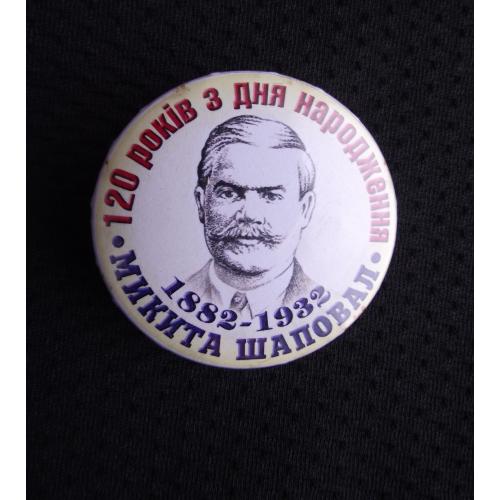 120 років з дня народження
1882-1932
• МИКИТА ШАПОВАЛ •